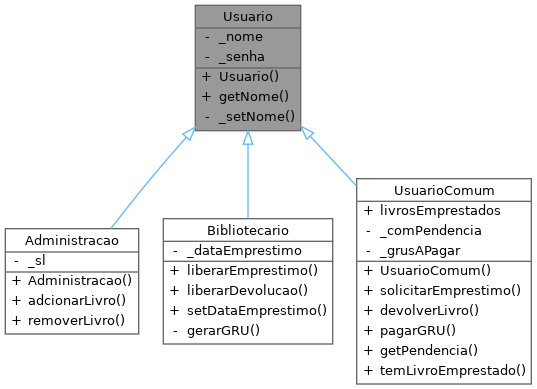 Usuario
- _nome
- _senha
+ Usuario()
+ getNome()
- _setNome()
Administracao
- _sl
+ Administracao()
+ adcionarLivro()
+ removerLivro()
Bibliotecario
- _dataEmprestimo
+ liberarEmprestimo()
+ liberarDevolucao()
+ setDataEmprestimo()
- gerarGRU()
UsuarioComum
+ livrosEmprestados
- _comPendencia
- _grusAPagar
+ UsuarioComum()
+ solicitarEmprestimo()
+ devolverLivro()
+ pagarGRU()
+ getPendencia()
+ temLivroEmprestado()